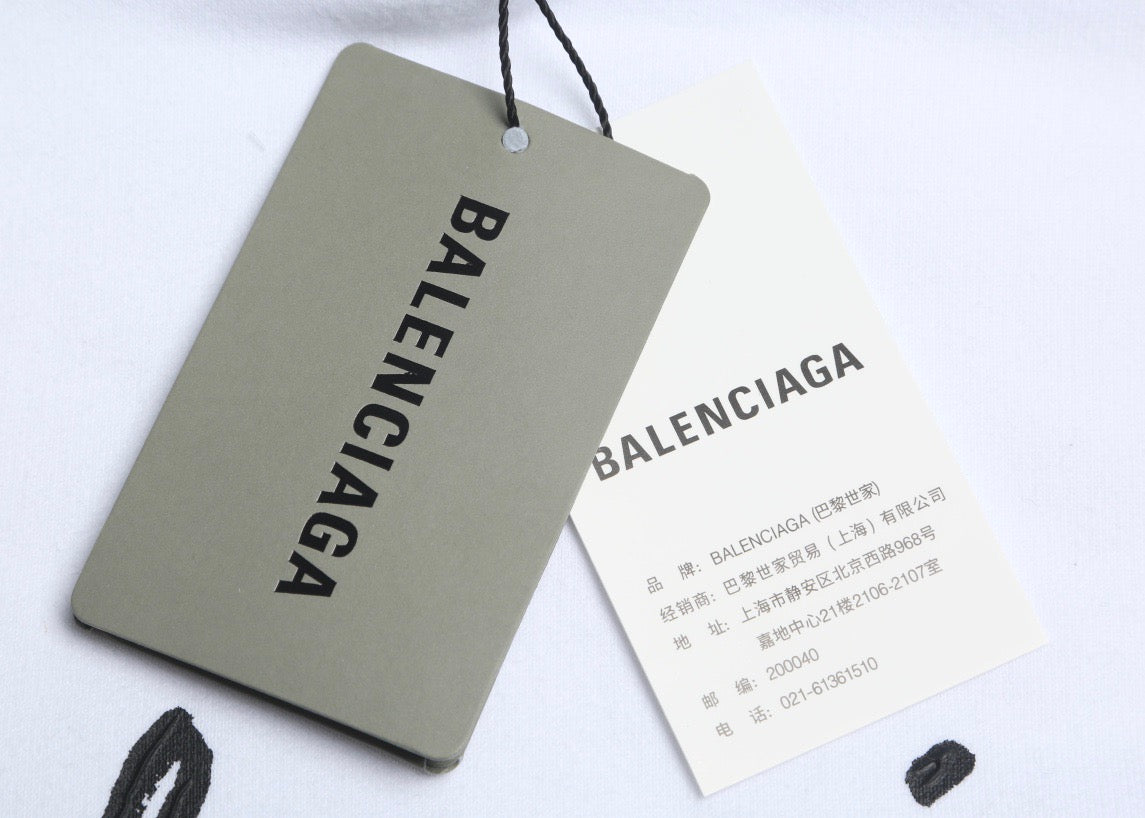 BALENCIAGA
BALENCIAGA
品 牌: BALENCIAGA (巴黎世家)
经销商: 巴黎世家贸易（上海）有限公司
地 址: 上海市静安区北京西路968号
嘉地中心21楼2106-2107室
邮 编: 200040
电 话: 021-61361510